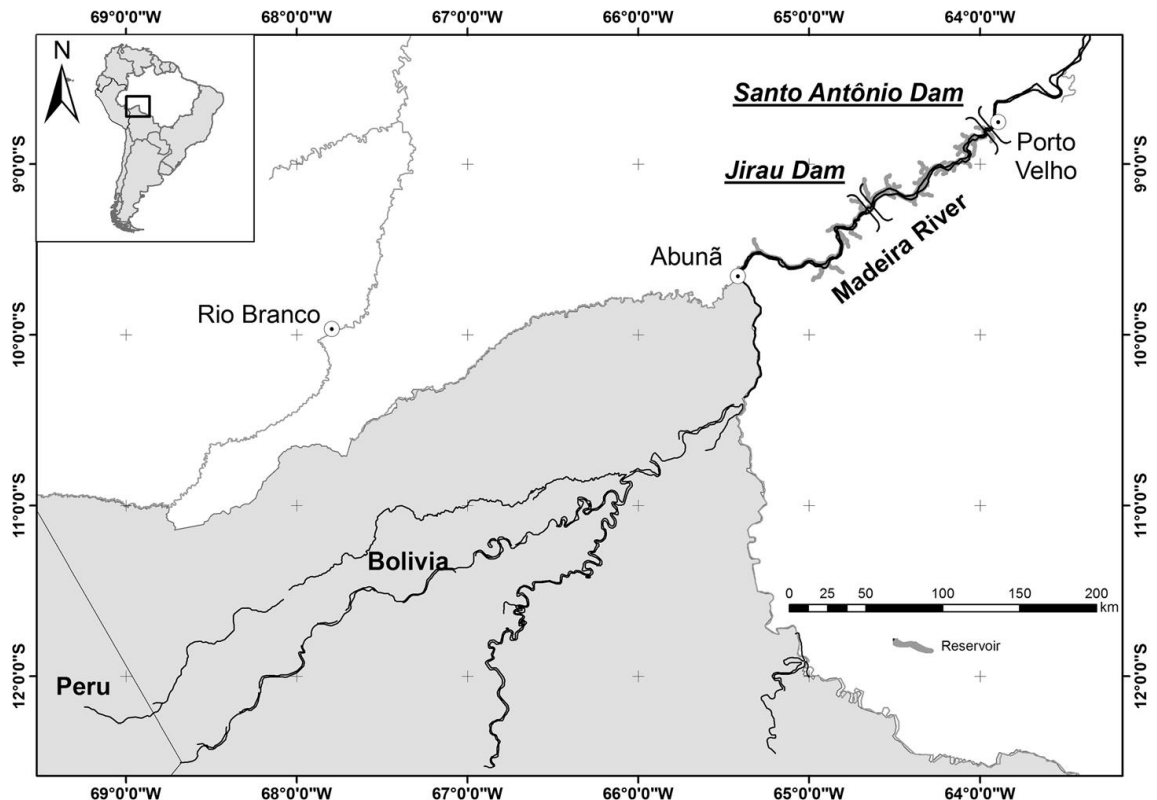 69°0'0"W 68°0'0"W 67°0'0"W 66°0'0"W 65°0'0"W 64°0'0"W
N
Santo Antônio Dam
Porto
Velho
Jirau Dam
9°0'0"S
9°0'0"S
Madeira River
Abunã
Rio Branco
10°0'0"S
10°0'0"S
11°0'0"S
11°0'0"S
Bolivia
0 25 50 100 150 200
km
Reservoir
Peru
12°0'0"S
12°0'0"S
69°0'0"W 68°0'0"W 67°0'0"W 66°0'0"W 65°0'0"W 64°0'0"W